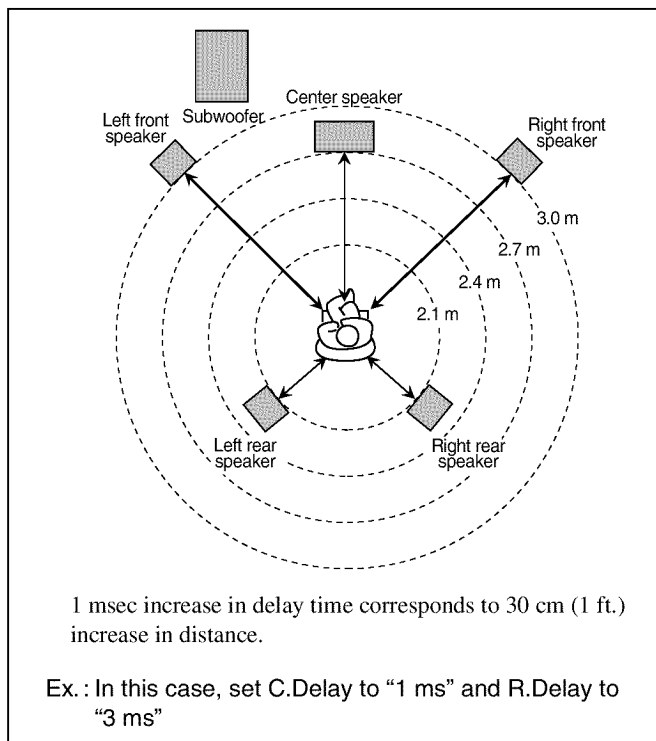 Subwoofer
Center speaker
Left front
speaker
Right front
speaker
3.0 m
2.7 m
2.4 m
2.1 m
Left rear
speaker
Right rear
speaker
1 msec increase in delay time corresponds to 30 cm (1 ft.)
increase in distance.
Ex. : In this case, set C.Delay to “1 ms” and R.Delay to
“3 ms”